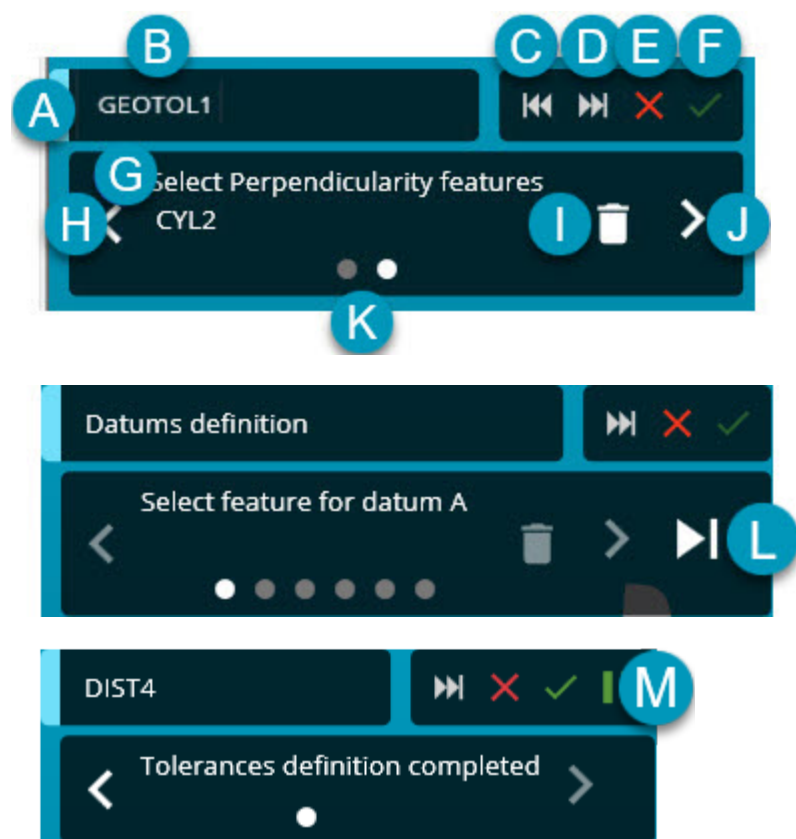 B C D E F
A GEOTOL1
G Select Perpendicularity features
H CYL2 I J
K
Datums definition
Select feature for datum A
L
DIST4 M
Tolerances definition completed